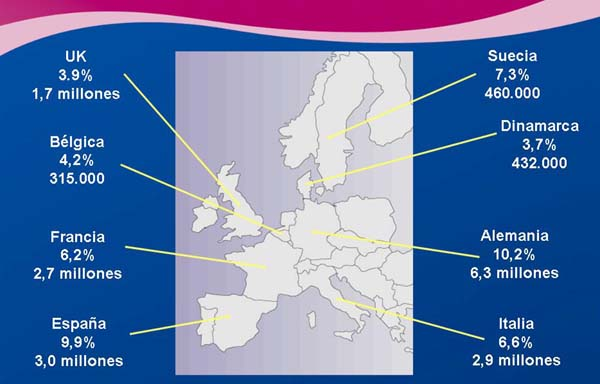 UK
3.9%
1,7 millones
Bélgica
4,2%
315.000
Francia
6,2%
2,7 millones
España
9,9%
3,0 millones
Suecia
7,3%
460.000
Dinamarca
3,7%
432.000
Alemania
10,2%
6,3 millones
Italia
6,6%
2,9 millones